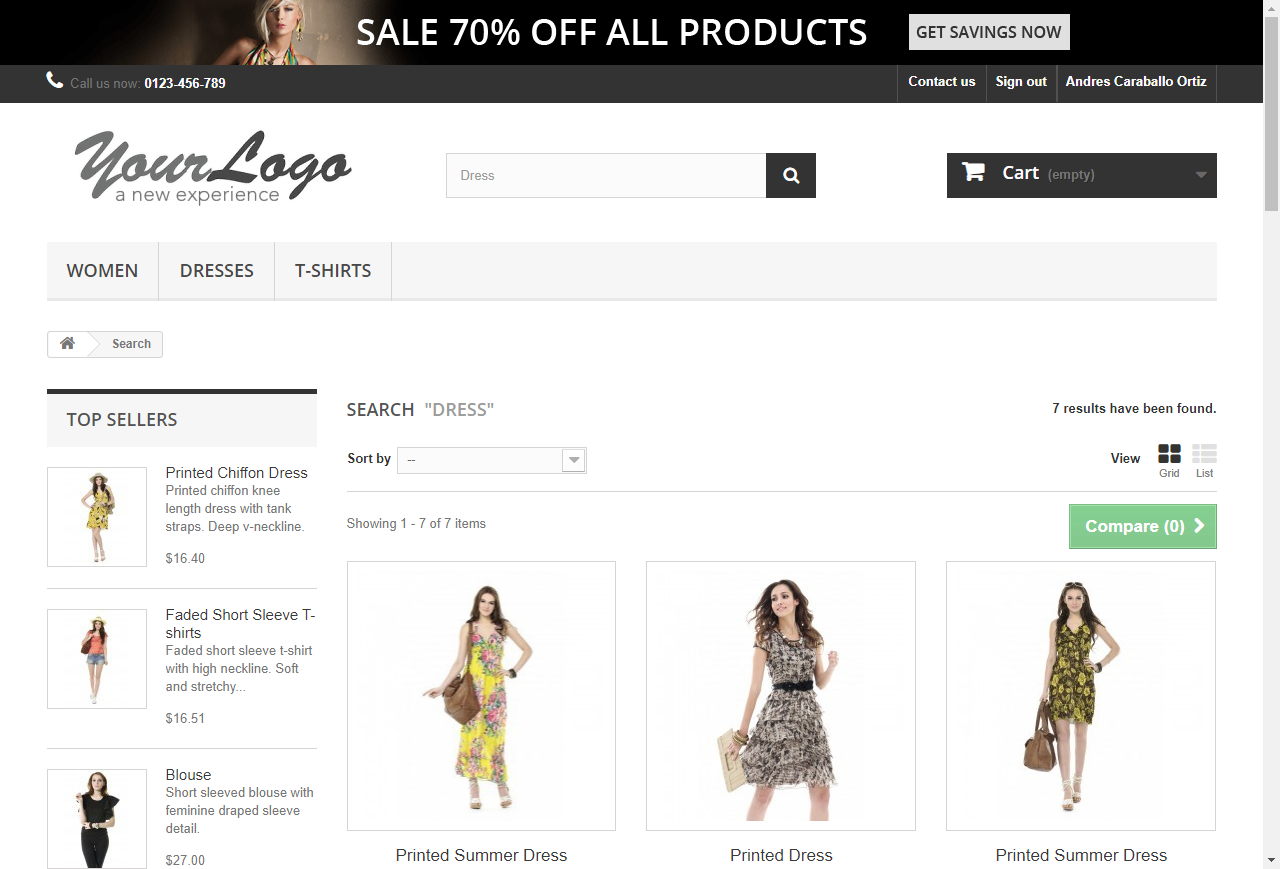 SALE 70% OFF ALL PRODUCTS
GET SAVINGS NOW
Call us now: 0123-456-789
Contact us
Sign out
Andres Caraballo Ortiz
YourLogo
a new experience
Dress
Cart (empty)
WOMEN
DRESSES
T-SHIRTS
Search
TOP SELLERS
Printed Chiffon Dress
Printed chiffon knee
length dress with tank
straps. Deep v-neckline.
$16.40
Faded Short Sleeve T-
shirts
Faded short sleeve t-shirt
with high neckline. Soft
and stretchy...
$16.51
Blouse
Short sleeved blouse with
feminine draped sleeve
detail.
$27.00
SEARCH "DRESS"
7 results have been found.
Sort by
--
View
Grid
List
Showing 1 - 7 of 7 items
Compare (0)
Printed Summer Dress
Printed Dress
Printed Summer Dress